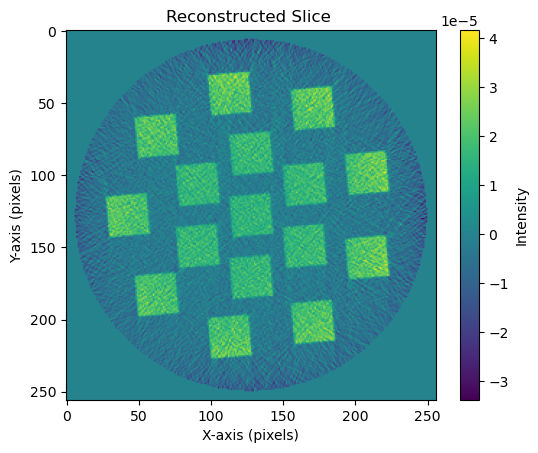 Reconstructed Slice
1e−5
0
50
100
150
200
250
Y-axis (pixels)
0 50 100 150 200 250
X-axis (pixels)
4
3
2
1
0
−1
−2
−3
Intensity